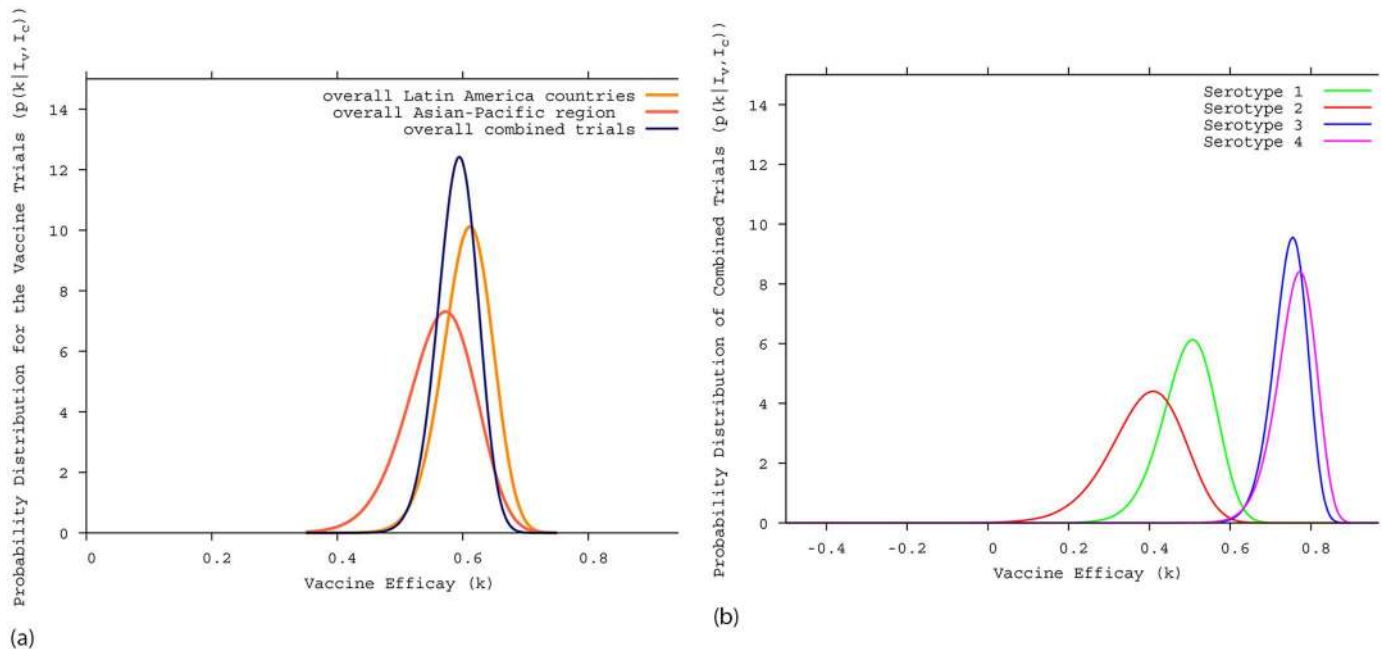 Probability Distribution for the Vaccine Trials (p(k|I_v,I_c))
14
12
10
8
6
4
2
0
overall Latin America countries
overall Asian-Pacific region
overall combined trials
0 0.2 0.4 0.6 0.8
Vaccine Efficay (k)
(a)
Probability Distribution of Combined Trials (p(k|I_v,I_c))
14
12
10
8
6
4
2
0
Serotype 1
Serotype 2
Serotype 3
Serotype 4
-0.4 -0.2 0 0.2 0.4 0.6 0.8
Vaccine Efficay (k)
(b)